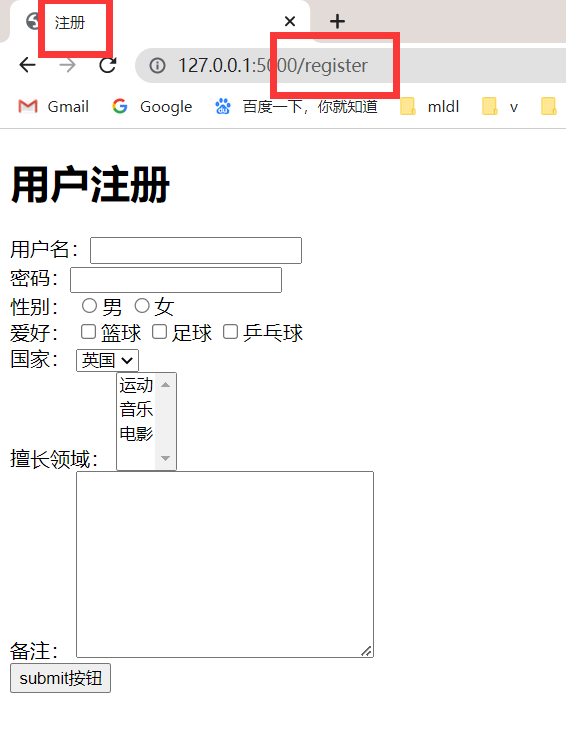 注册
127.0.0.1:5000/register
Gmail Google 百度一下，你就知道 mldl v
用户注册
用户名：
密码：
性别： 男 女
爱好： 篮球 足球 乒乓球
国家： 英国
运动
音乐
电影
擅长领域：
备注：
submit按钮